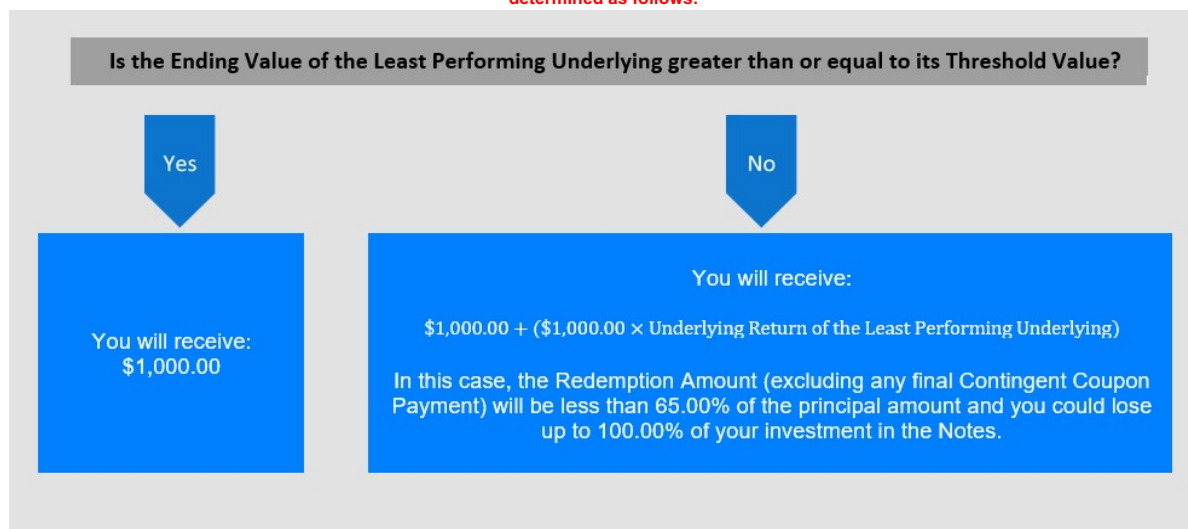 determined as follows:
Is the Ending Value of the Least Performing Underlying greater than or equal to its Threshold Value?
Yes
No
You will receive:
$1,000.00
You will receive:
$1,000.00 + ($1,000.00 × Underlying Return of the Least Performing Underlying)
In this case, the Redemption Amount (excluding any final Contingent Coupon
Payment) will be less than 65.00% of the principal amount and you could lose
up to 100.00% of your investment in the Notes.